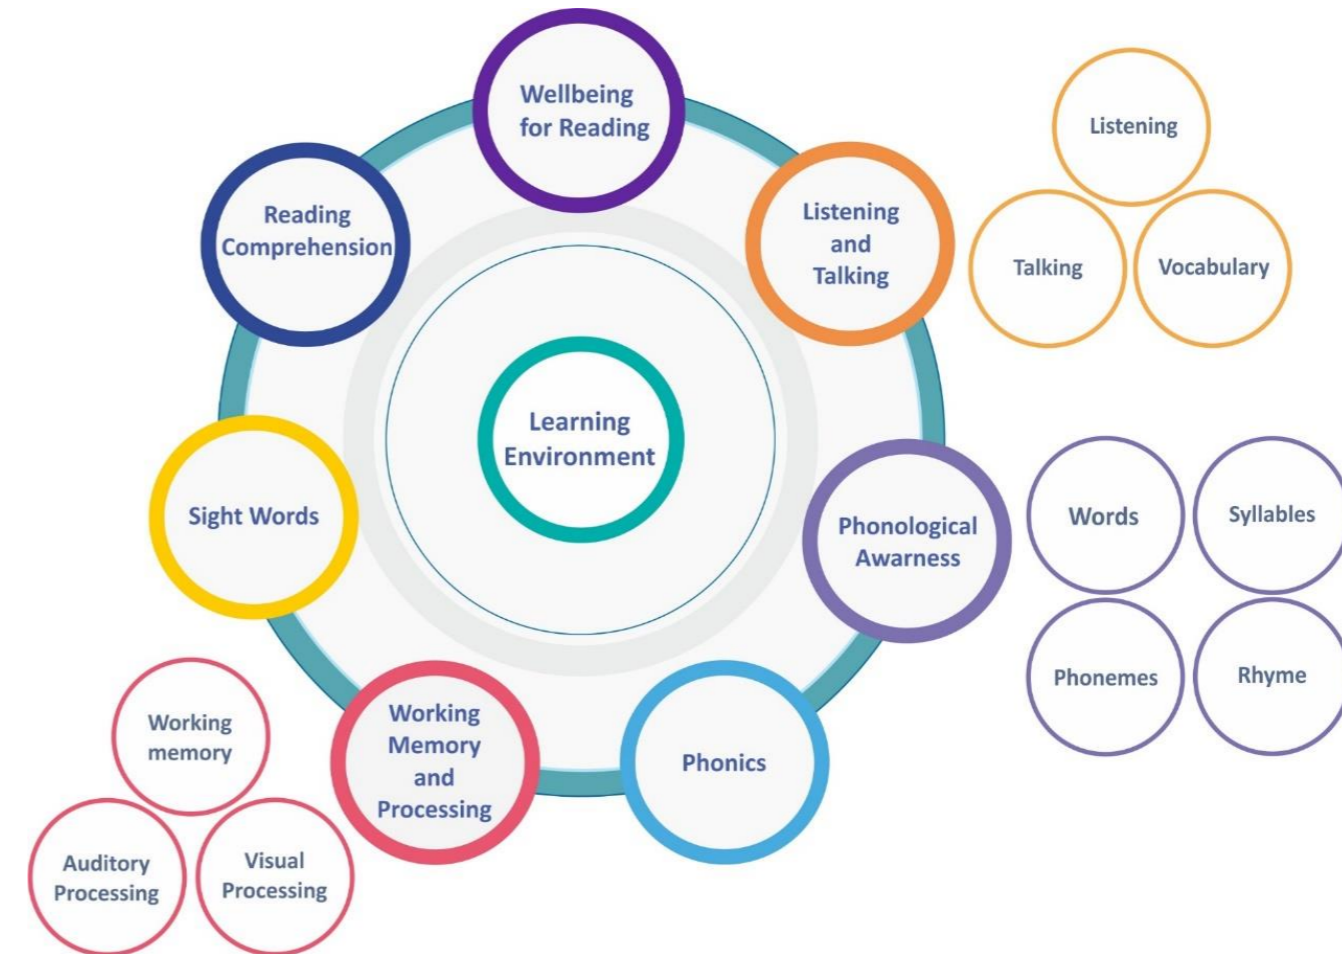 Wellbeing
for Reading
Listening
and
Talking
Listening
Talking
Vocabulary
Reading
Comprehension
Learning
Environment
Sight Words
Phonological
Awarness
Words
Syllables
Phonemes
Rhyme
Phonics
Working
Memory
and
Processing
Working
memory
Auditory
Processing
Visual
Processing